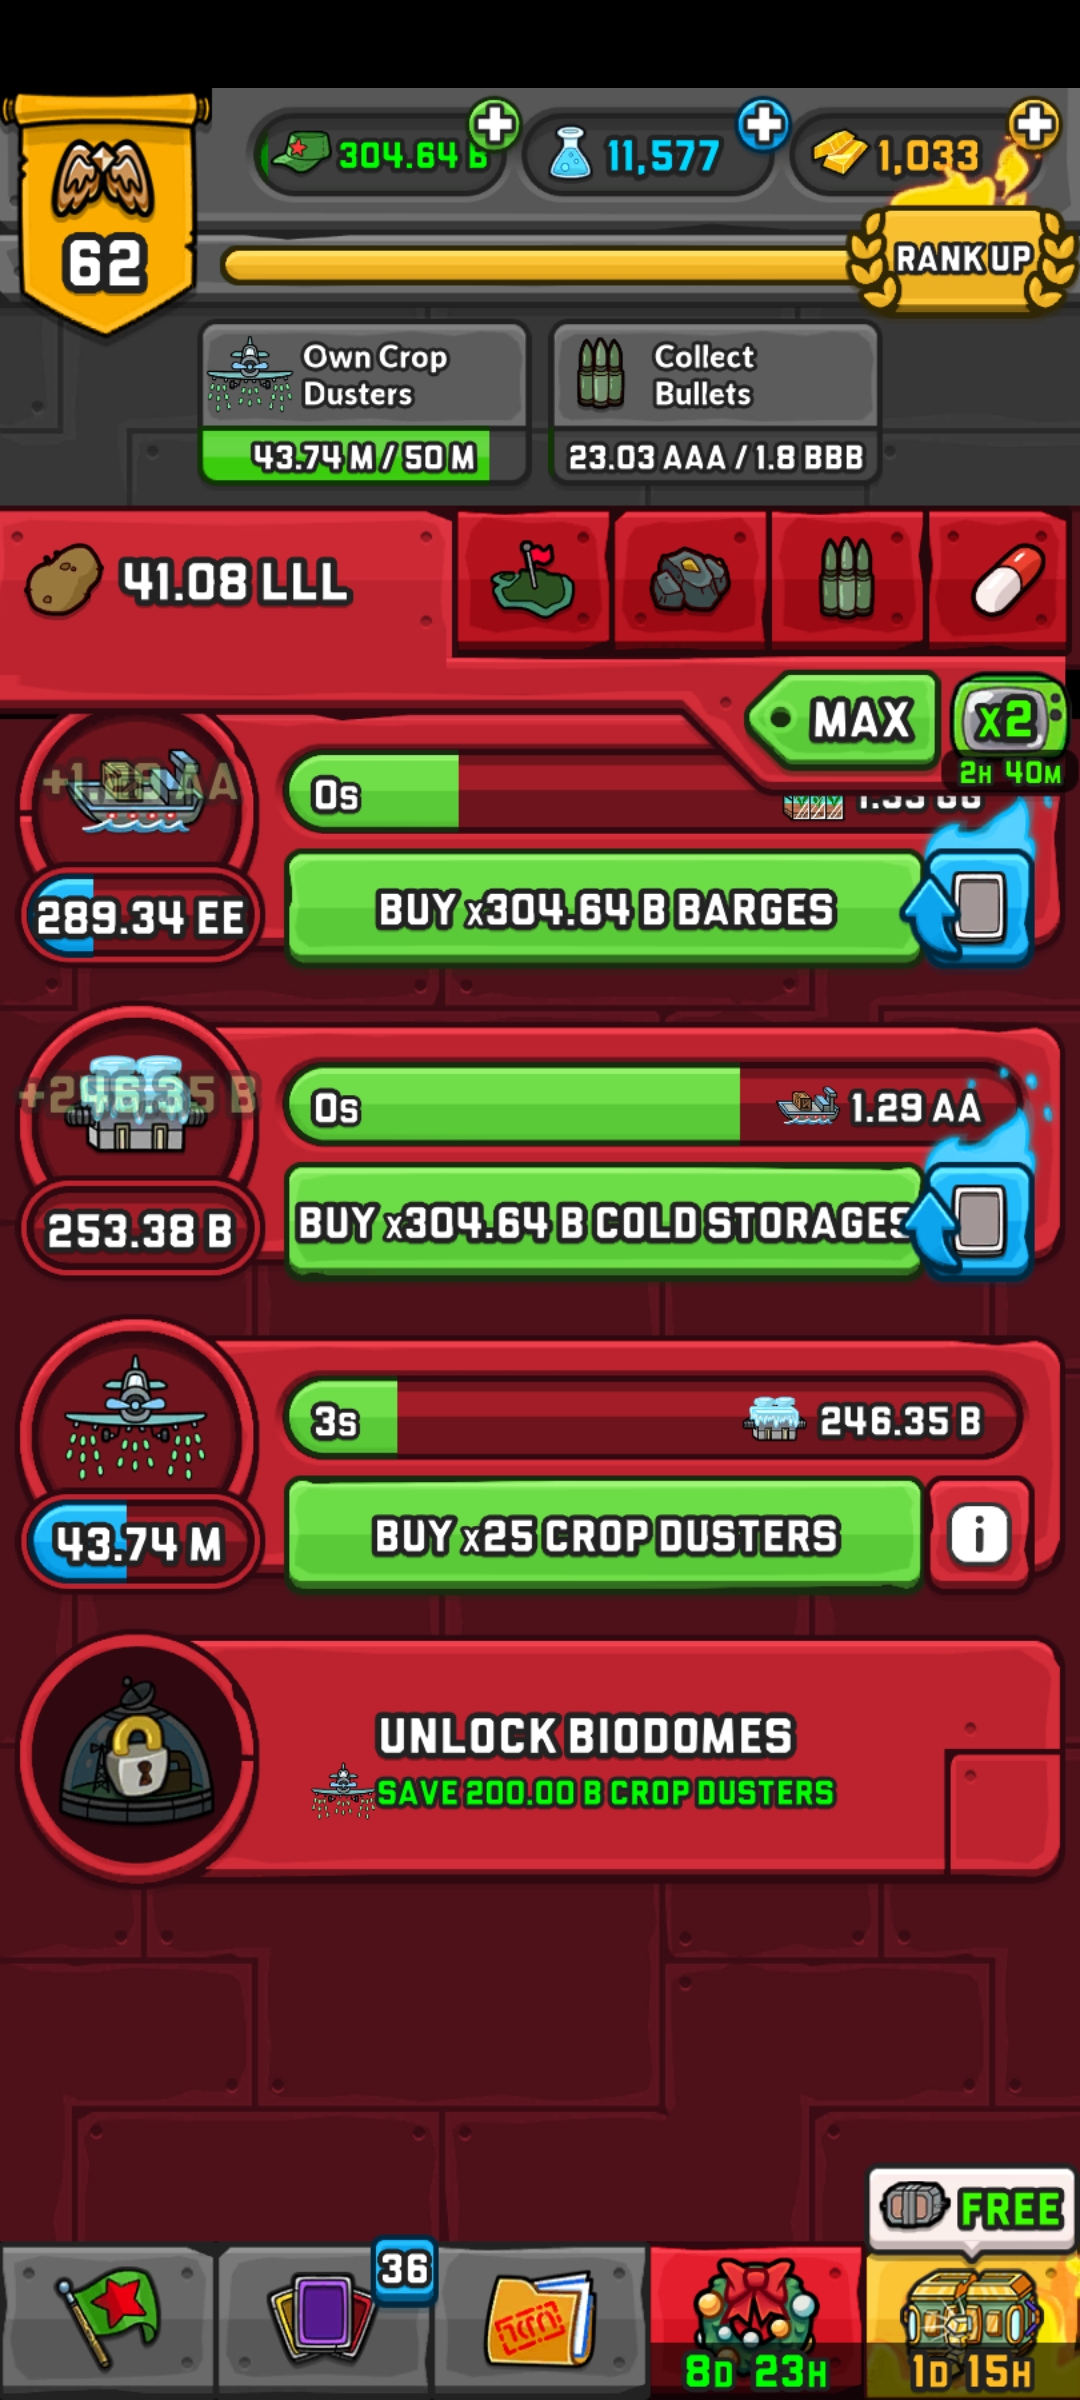 304.64 B
11,577
1,033
62
RANK UP
Own Crop
Dusters
43.74 M / 50 M
Collect
Bullets
23.03 AAA / 1.8 BBB
41.08 LLL
MAX
x2
2H 40M
+1.29 AA
0s
289.34 EE
BUY x304.64 B BARGES
+246.35 B
0s
1.29 AA
253.38 B
BUY x304.64 B COLD STORAGES
3s
246.35 B
43.74 M
BUY x25 CROP DUSTERS
i
UNLOCK BIODOMES
SAVE 200.00 B CROP DUSTERS
FREE
36
8D 23H
1D 15H